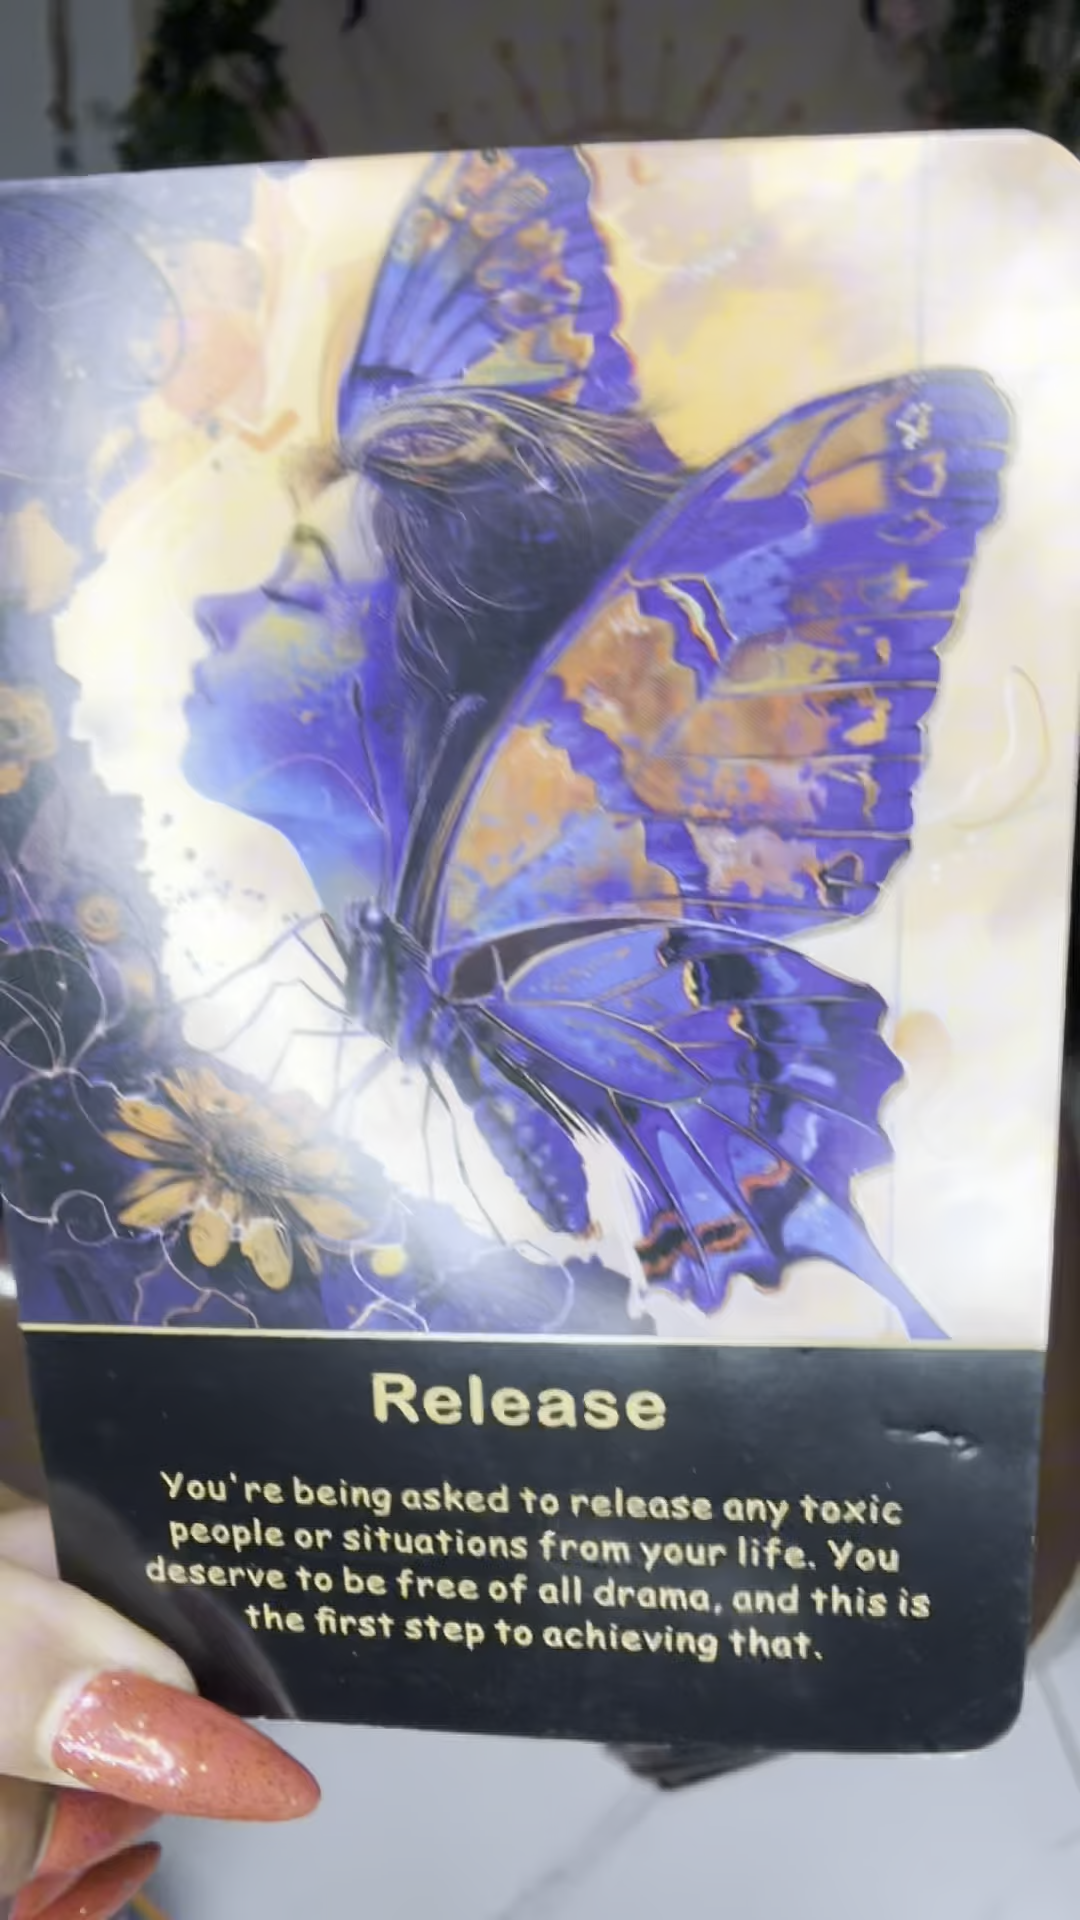 Release
You're being asked to release any toxic
people or situations from your life. You
deserve to be free of all drama, and this is
the first step to achieving that.